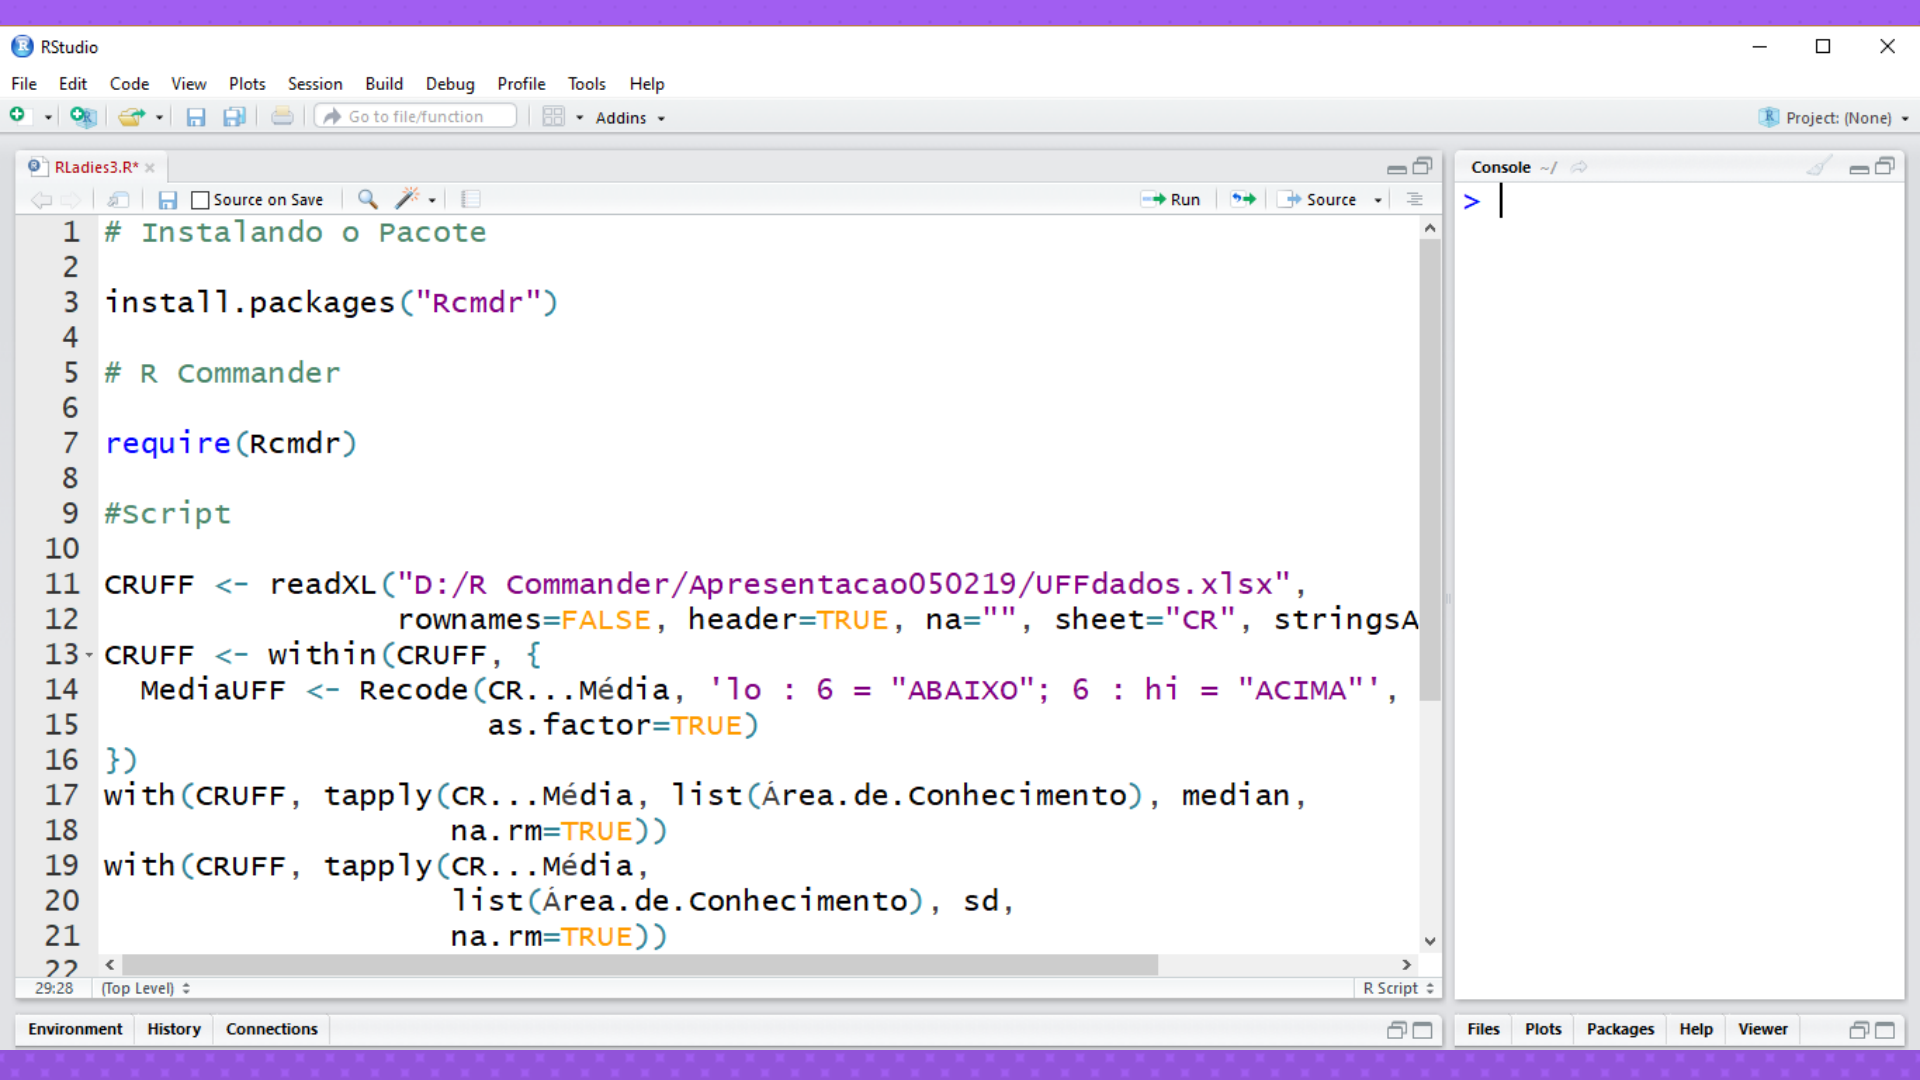 RStudio
File Edit Code View Plots Session Build Debug Profile Tools Help
Go to file/function Addins Project: (None)
RLadies3.R*
Source on Save Run Source
1 # Instalando o Pacote
2
3 install.packages("Rcmdr")
4
5 # R Commander
6
7 require(Rcmdr)
8
9 #Script
10
11 CRUFF <- readXL("D:/R Commander/Apresentacao050219/UFFdados.xlsx",
12 rownames=FALSE, header=TRUE, na="", sheet="CR", stringsA
13 CRUFF <- within(CRUFF, {
14 MediaUFF <- Recode(CR...Média, 'lo : 6 = "ABAIXO"; 6 : hi = "ACIMA"',
15 as.factor=TRUE)
16 })
17 with(CRUFF, tapply(CR...Média, list(Área.de.Conhecimento), median,
18 na.rm=TRUE))
19 with(CRUFF, tapply(CR...Média,
20 list(Área.de.Conhecimento), sd,
21 na.rm=TRUE))
22
29:28 (Top Level) R Script
Environment History Connections
Console ~/
>
Files Plots Packages Help Viewer